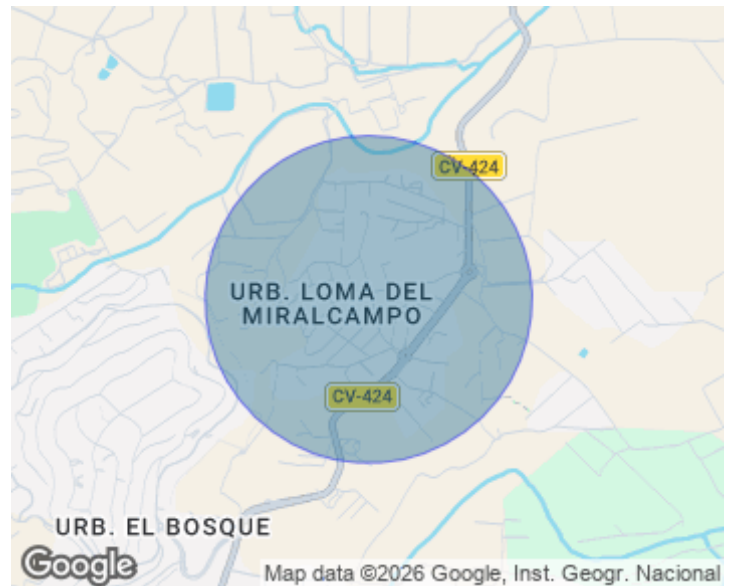 CV-424
URB. LOMA DEL
MIRALCAMPO
CV-424
URB. EL BOSQUE
Google
Map data ©2026 Google, Inst. Geogr. Nacional